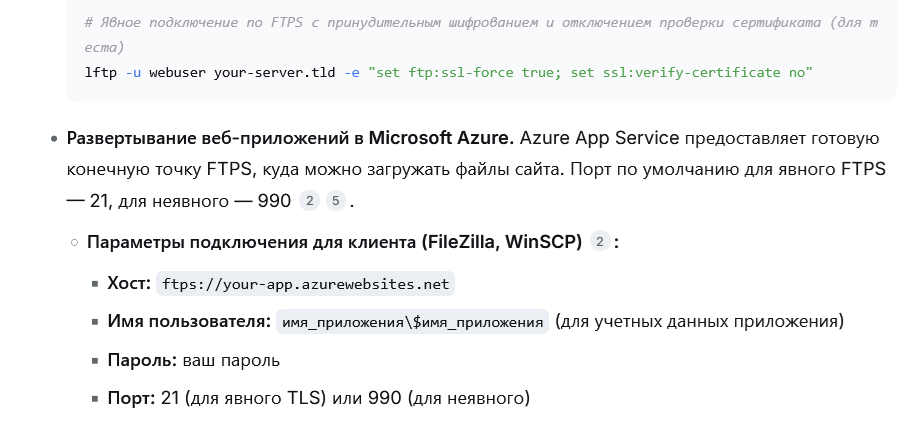 # Явное подключение по FTPS с принудительным шифрованием и отключением проверки сертификата (для т
еста)
lftp -u webuser your-server.tld -e "set ftp:ssl-force true; set ssl:verify-certificate no"
• Развертывание веб-приложений в Microsoft Azure. Azure App Service предоставляет готовую
конечную точку FTPS, куда можно загружать файлы сайта. Порт по умолчанию для явного FTPS
— 21, для неявного — 990 2 5 .
○ Параметры подключения для клиента (FileZilla, WinSCP) 2 :
▪ Хост: ftps://your-app.azurewebsites.net
▪ Имя пользователя: имя_приложения\$имя_приложения (для учетных данных приложения)
▪ Пароль: ваш пароль
▪ Порт: 21 (для явного TLS) или 990 (для неявного)